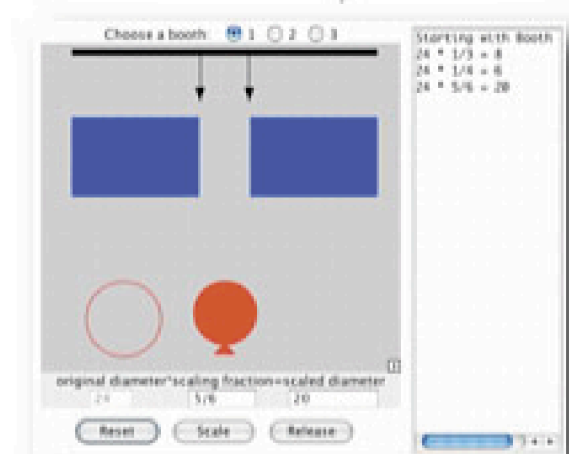 Choose a booth: 1 2 3
original diameter*scaling fraction=scaled diameter
24 5/6 20
Reset Scale Release
Starting with Booth
24 * 1/3 = 8
24 * 1/4 = 6
24 * 5/6 = 20